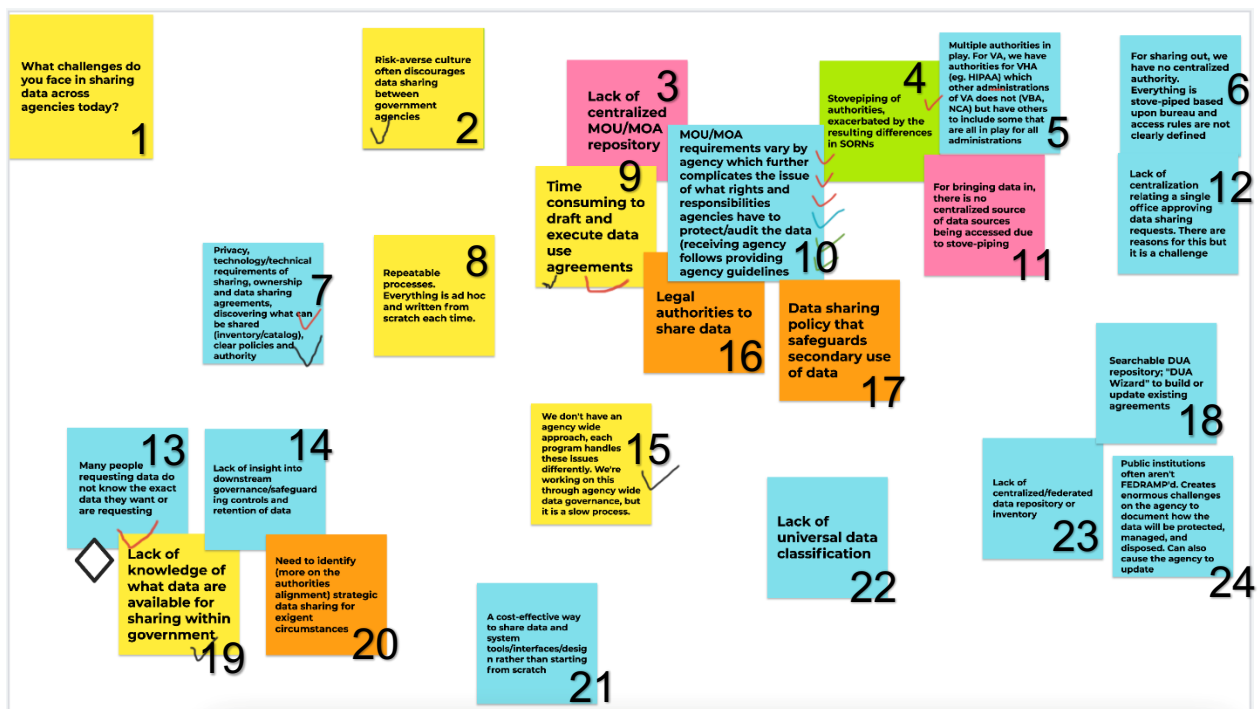 What challenges do
you face in sharing
data across
agencies today?
1
Risk-averse culture
often discourages
data sharing
between
government
agencies
2
Lack of
centralized
MOU/MOA
repository
3
Stovepiping of
authorities,
exacerbated by the
resulting differences
in SORNs
4
Multiple authorities in
play. For VA, we have
authorities for VHA
(eg. HIPAA) which
other administrations
of VA does not (VBA,
NCA) but have others
to include some that
are all in play for all
administrations
5
For sharing out, we
have no centralized
authority.
Everything is
stove-piped based
upon bureau and
access rules are not
clearly defined
6
Privacy,
technology/technical
requirements of
sharing, ownership
and data sharing
agreements,
discovering what can
be shared
(inventory/catalog),
clear policies and
authority
7
Repeatable
processes.
Everything is ad hoc
and written from
scratch each time.
8
Time
consuming to
draft and
execute data
use
agreements
9
MOU/MOA
requirements vary by
agency which further
complicates the issue
of what rights and
responsibilities
agencies have to
protect/audit the data
(receiving agency
follows providing
agency guidelines
10
For bringing data in,
there is no
centralized source
of data sources
being accessed due
to stove-piping
11
Lack of
centralization
relating a single
office approving
data sharing
requests. There are
reasons for this but
it is a challenge
12
Many people
requesting data do
not know the exact
data they want or
are requesting
13
Lack of insight into
downstream
governance/safeguard
ing controls and
retention of data
14
We don't have an
agency wide
approach, each
program handles
these issues
differently. We're
working on this
through agency wide
data governance, but
it is a slow process.
15
Legal
authorities to
share data
16
Data sharing
policy that
safeguards
secondary use
of data
17
Searchable DUA
repository; "DUA
Wizard" to build or
update existing
agreements
18
Lack of
knowledge of
what data are
available for
sharing within
government
19
Need to identify
(more on the
authorities
alignment) strategic
data sharing for
exigent
circumstances
20
A cost-effective way
to share data and
system
tools/interfaces/desig
n rather than starting
from scratch
21
Lack of
universal data
classification
22
Lack of
centralized/federated
data repository or
inventory
23
Public institutions
often aren't
FEDRAMP'd. Creates
enormous challenges
on the agency to
document how the
data will be protected,
managed, and
disposed. Can also
cause the agency to
update
24